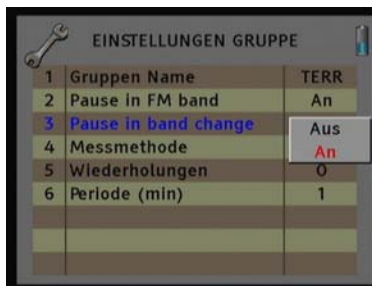 EINSTELLUNGEN GRUPPE
1 Gruppen Name TERR
2 Pause in FM band An
3 Pause in band change Aus
An
4 Messmethode
5 Wiederholungen 0
6 Periode (min) 1